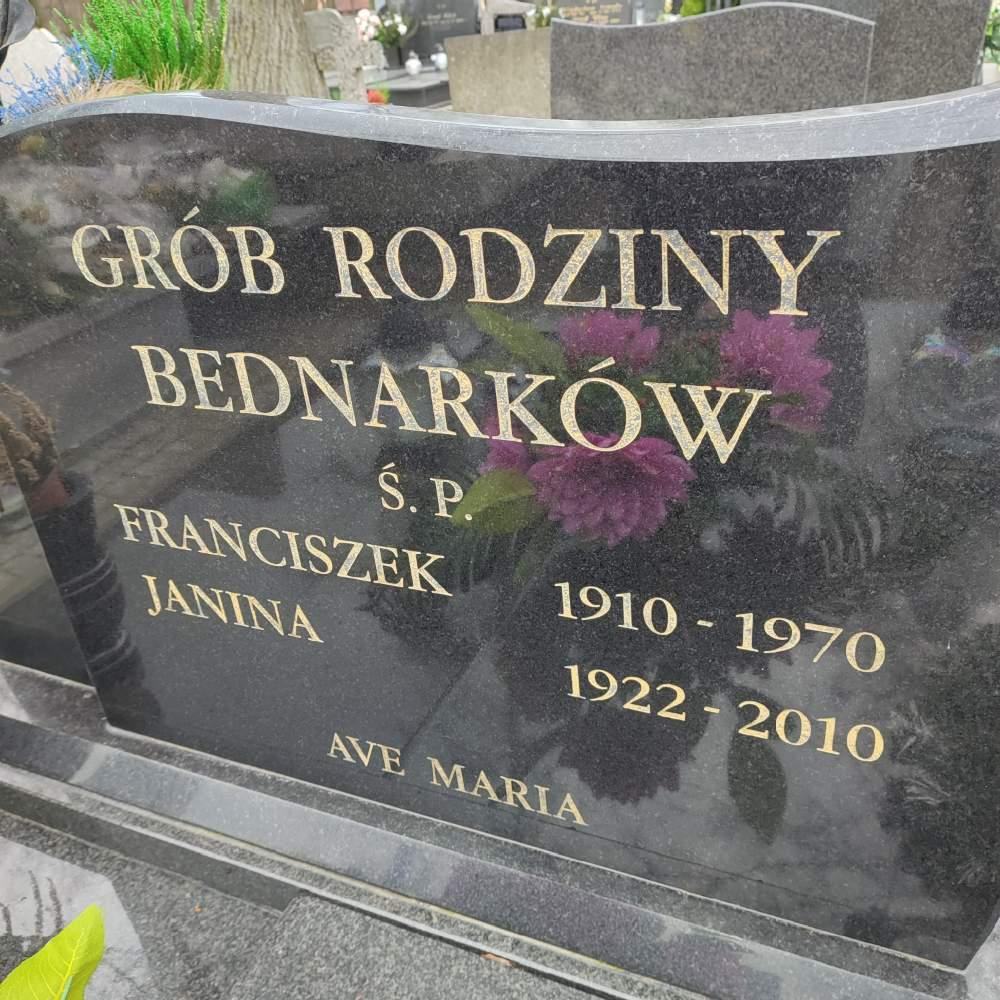 GRÓB RODZINY
BEDNARKÓW
Ś. P.
FRANCISZEK 1910 - 1970
JANINA 1922 - 2010
AVE MARIA